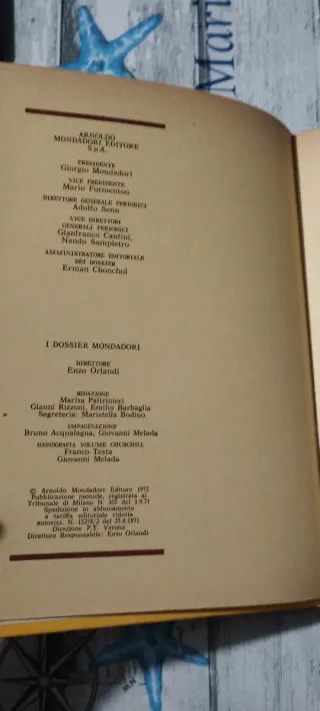 Mari
ARNOLDO
MONDADORI EDITORE
S.p.A.
PRESIDENTE
Giorgio Mondadori
VICE PRESIDENTE
Mario Formenton
DIRETTORE GENERALE PERIODICI
Adolfo Senn
VICE DIRETTORI
GENERALI PERIODICI
Gianfranco Cantini,
Nando Sampietro
AMMINISTRATORE EDITORIALE
DEI DOSSIER
Erman Chonchol
I DOSSIER MONDADORI
DIRETTORE
Enzo Orlandi
REDAZIONE
Marisa Paltrinieri
Gianni Rizzoni, Emilio Barbaglia
Segreteria: Maristella Bodino
IMPAGINAZIONE
Bruno Acqualagna, Giovanni Melada
ICONOGRAFIA VOLUME CHURCHILL
Franco Testa
Giovanni Melada
© Arnoldo Mondadori Editore 1972
Pubblicazione mensile, registrata al
Tribunale di Milano N. 303 del 3.9.71
Spedizione in abbonamento
a tariffa editoriale ridotta
autorizz. N. 15278/2 del 25.6.1971
Direzione P.T. Verona
Direttore Responsabile: Enzo Orlandi